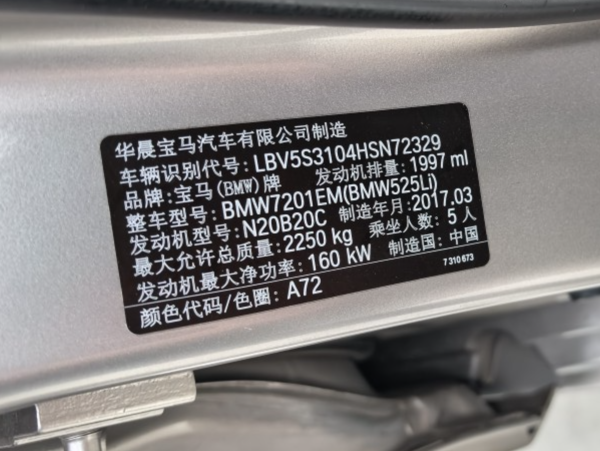 华晨宝马汽车有限公司制造
车辆识别代号: LBV5S3104HSN72329
品牌: 宝马(BMW)牌 发动机排量: 1997 ml
整车型号: BMW7201EM(BMW525Li)
发动机型号: N20B20C 制造年月: 2017.03
最大允许总质量: 2250 kg 乘坐人数: 5 人
发动机最大净功率: 160 kW 制造国: 中国
颜色代码/色圈: A72 7 310 673